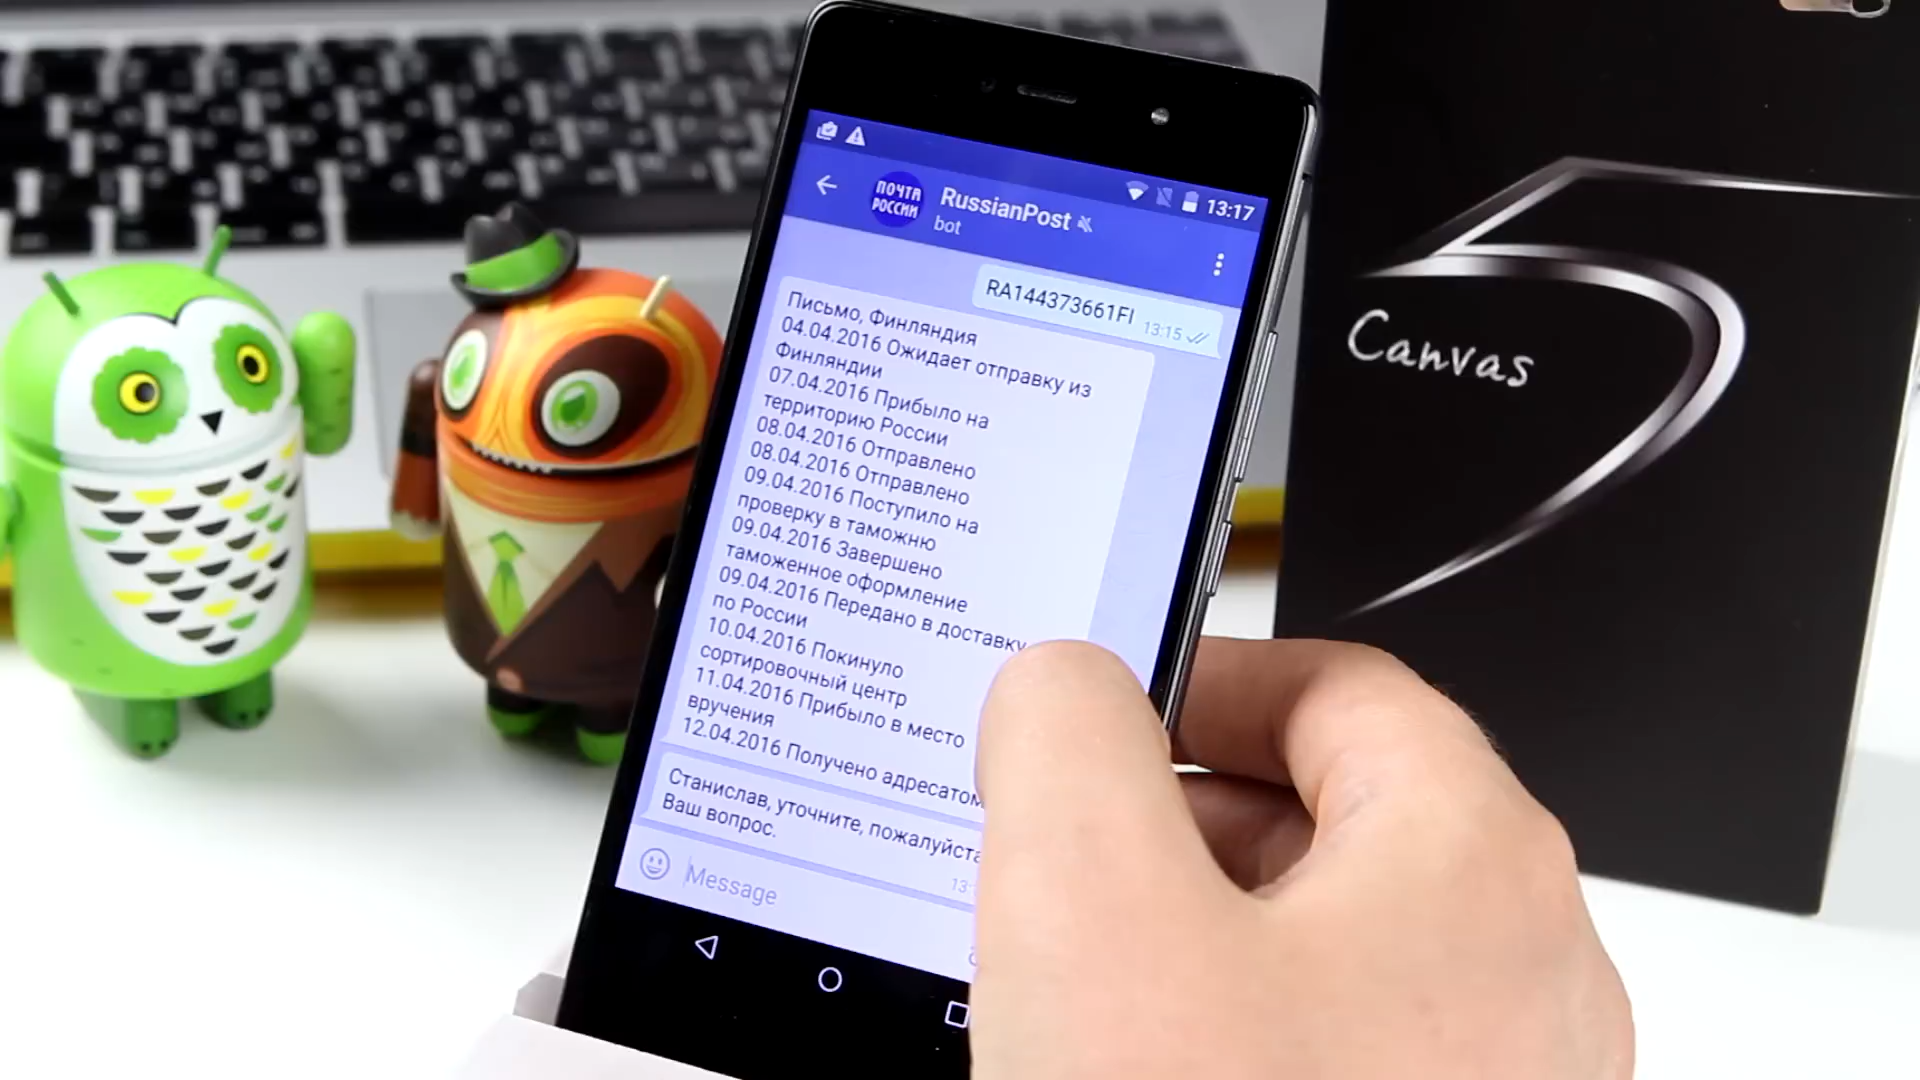 13:17
ПОЧТА
РОССИИ
RussianPost
bot
RA144373661FI 13:15
Письмо, Финляндия
04.04.2016 Ожидает отправку из
Финляндии
07.04.2016 Прибыло на
территорию России
08.04.2016 Отправлено
08.04.2016 Отправлено
09.04.2016 Поступило на
проверку в таможню
09.04.2016 Завершено
таможенное оформление
09.04.2016 Передано в доставку
по России
10.04.2016 Покинуло
сортировочный центр
11.04.2016 Прибыло в место
вручения
12.04.2016 Получено адресатом
Станислав, уточните, пожалуйста
Ваш вопрос.
Message
Canvas
5